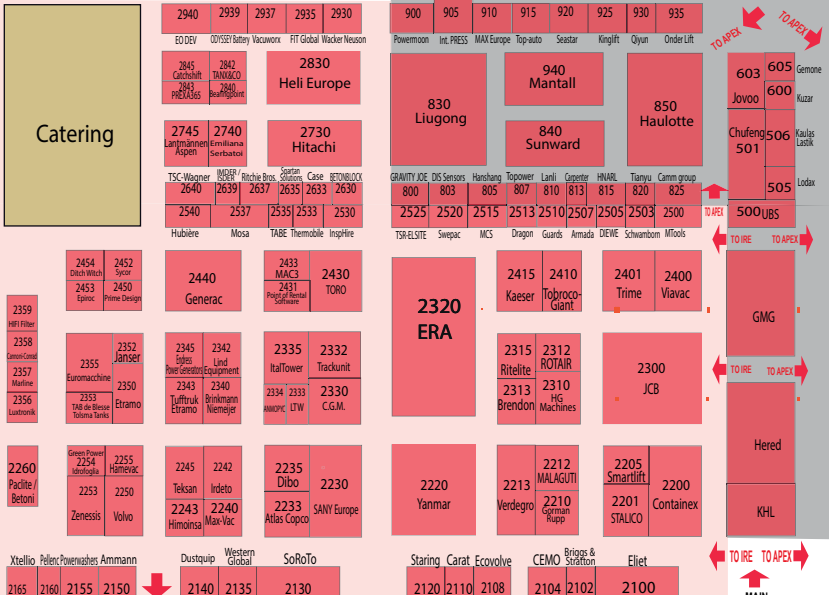 2940 2939 2937 2935 2930
EO DEV ODYSSEY Battery Vacuworx FIT Global Wacker Neuson
900 905 910 915 920 925 930 935
Powermoon Int. PRESS MAX Europe Top-auto Seastar Kinglift Qiyun Onder Lift
TO APEX
TO APEX
2845
Catchshift
2842
TANX&CO
2843
PREXA365
2840
Bearingpoint
2830
Heli Europe
830
Liugong
940
Mantall
850
Haulotte
603
Jovoo
605
Gemone
600
Kuzar
Catering
2745
Lantmännen
Aspen
2740
Emiliana
Serbatoi
2730
Hitachi
840
Sunward
Chufeng
501
506
Kaulas
Lastik
505
Lodax
TSC-Wagner IMDER/
ISDER Ritchie Bros. Spartan
Solutions Case BETONBLOCK
2640 2639 2637 2635 2633 2630
GRAVITY JOE DIS Sensors Hanshang Topower Lanli Carpenter HNARL Tianyu Camm group
800 803 805 807 810 813 815 820 825
2540 2537 2535 2533 2530
Hubière Mosa TABE Thermobile InspHire
2525 2520 2515 2513 2510 2507 2505 2503 2500
TSR-ELSITE Swepac MCS Dragon Guards Armada DIEWE Schwamborn MTools
TO APEX
500 UBS
TO IRE TO APEX
2454
Ditch Witch
2452
Sycor
2453
Epiroc
2450
Prime Design
2440
Generac
2433
MAC3
2431
Point of Rental
Software
2430
TORO
2320
ERA
2415
Kaeser
2410
Tobroco-
Giant
2401
Trime
2400
Viavac
GMG
2359
HIFI Filter
2358
Cannoni-Conrad
2357
Marline
2356
Luxtronik
2355
Euromacchine
2352
Janser
2350
Etramo
2353
TAB de Blesse
Tolsma Tanks
2345
Endress
Power Generators
2342
Lind
Equipment
2343
Tufftruk
Etramo
2340
Brinkmann
Niemeijer
2335
ItalTower
2332
Trackunit
2334
ANMOPYC
2333
LTW
2330
C.G.M.
2315
Ritelite
2312
ROTAIR
2313
Brendon
2310
HG
Machines
2300
JCB
TO IRE TO APEX
2260
Paclite /
Betoni
Green Power
2254
Idrofoglia
2255
Hamevac
2253
Zenessis
2250
Volvo
2245
Teksan
2242
Irdeto
2243
Himoinsa
2240
Max-Vac
2235
Dibo
2233
Atlas Copco
2230
SANY Europe
2220
Yanmar
2213
Verdegro
2212
MALAGUTI
2210
Gorman
Rupp
2205
Smartlift
2201
STALICO
2200
Containex
Hered
KHL
Xtellio Pellenc Powerwashers Ammann
2165 2160 2155 2150
Dustquip Western
Global SoRoTo
2140 2135 2130
Staring Carat Ecovolve
2120 2110 2108
CEMO Briggs &
Stratton Eliet
2104 2102 2100
TO IRE TO APEX
MAIN